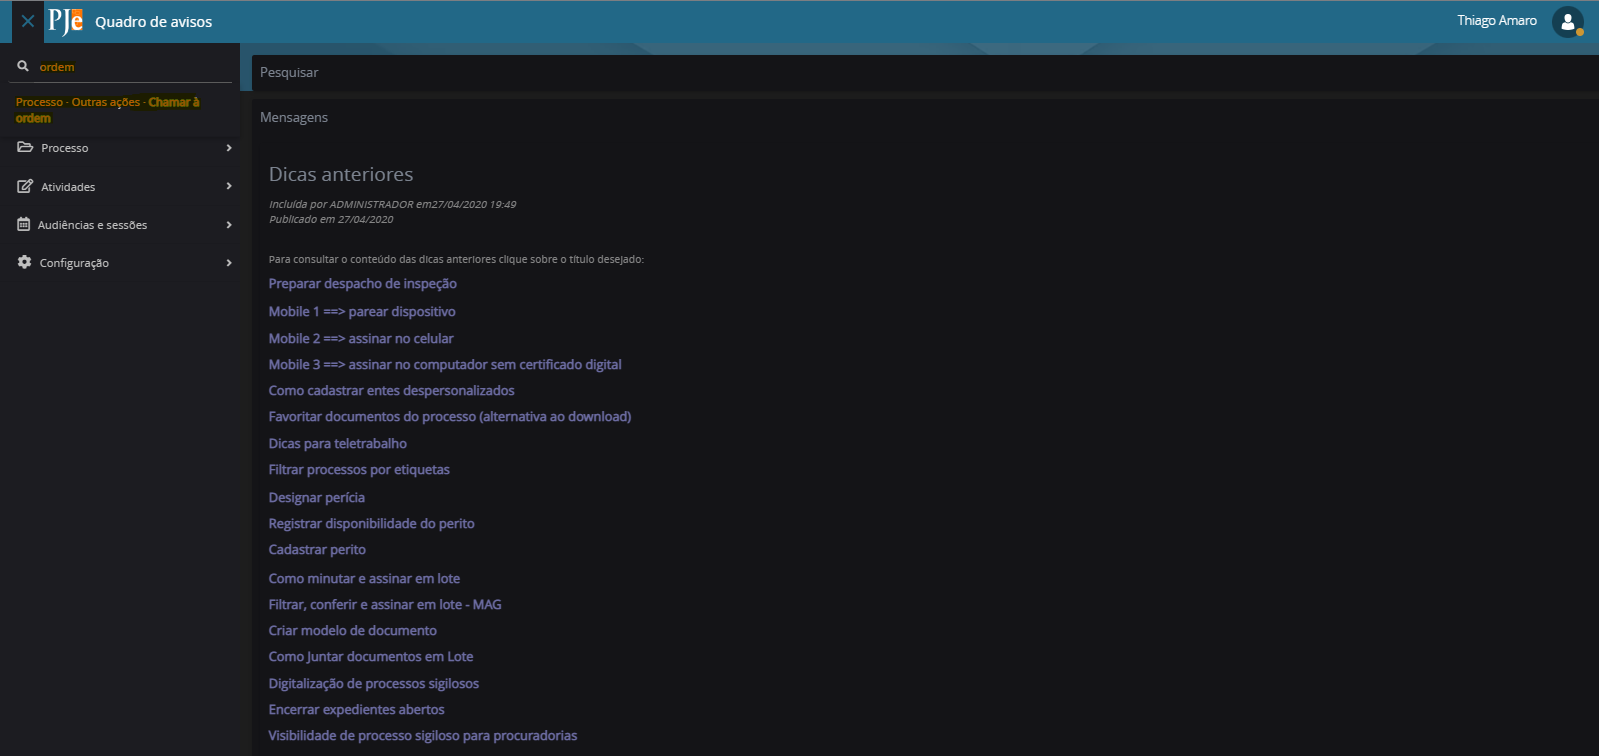 PJe Quadro de avisos
Thiago Amaro
ordem
Processo - Outras ações - Chamar à
ordem
Processo
Atividades
Audiências e sessões
Configuração
Pesquisar
Mensagens
Dicas anteriores
Incluída por ADMINISTRADOR em27/04/2020 19:49
Publicado em 27/04/2020
Para consultar o conteúdo das dicas anteriores clique sobre o título desejado:
Preparar despacho de inspeção
Mobile 1 ==> parear dispositivo
Mobile 2 ==> assinar no celular
Mobile 3 ==> assinar no computador sem certificado digital
Como cadastrar entes despersonalizados
Favoritar documentos do processo (alternativa ao download)
Dicas para teletrabalho
Filtrar processos por etiquetas
Designar perícia
Registrar disponibilidade do perito
Cadastrar perito
Como minutar e assinar em lote
Filtrar, conferir e assinar em lote - MAG
Criar modelo de documento
Como Juntar documentos em Lote
Digitalização de processos sigilosos
Encerrar expedientes abertos
Visibilidade de processo sigiloso para procuradorias